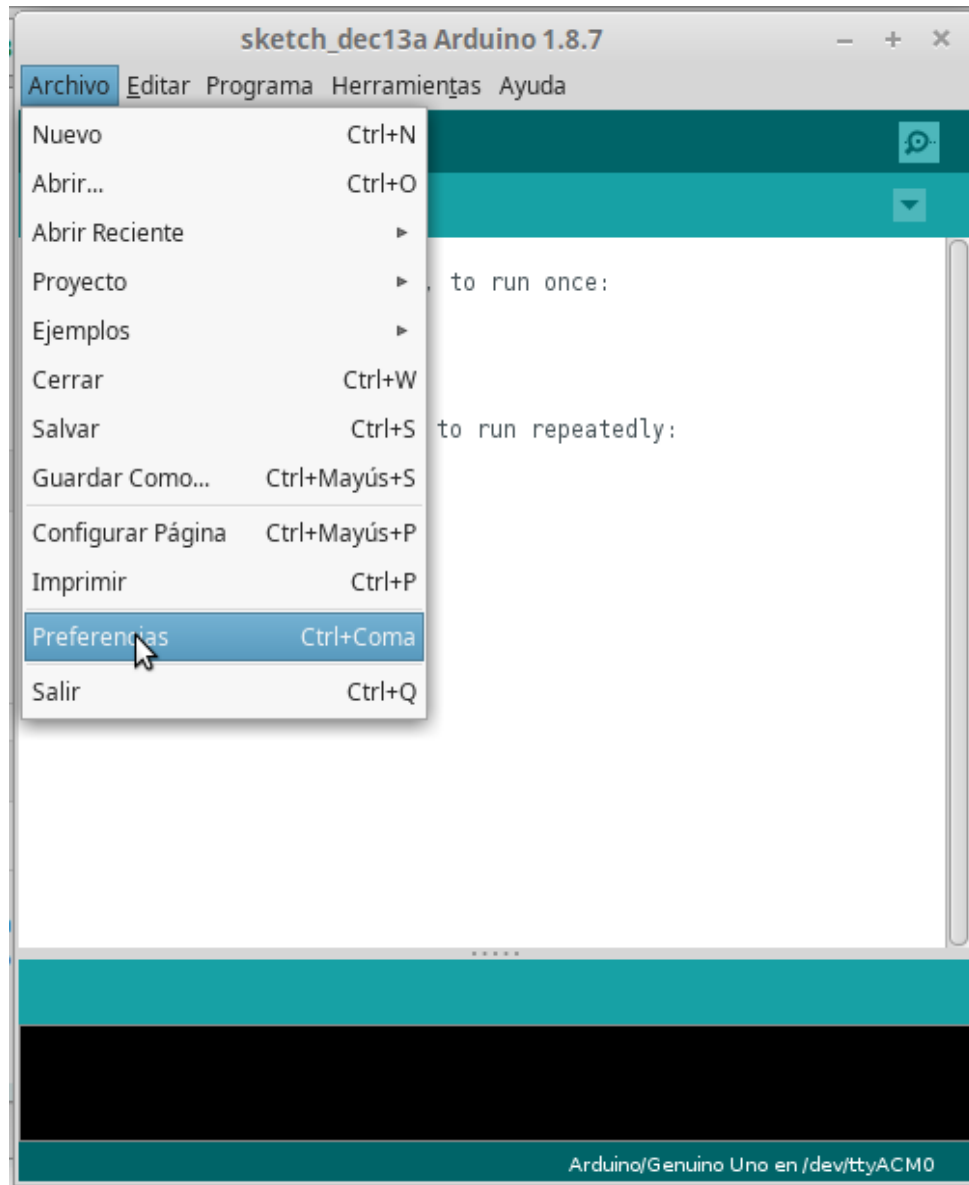 sketch_dec13a Arduino 1.8.7
Archivo Editar Programa Herramientas Ayuda
Nuevo Ctrl+N
Abrir... Ctrl+O
Abrir Reciente
Proyecto
Ejemplos
Cerrar Ctrl+W
Salvar Ctrl+S
Guardar Como... Ctrl+Mayús+S
Configurar Página Ctrl+Mayús+P
Imprimir Ctrl+P
Preferencias Ctrl+Coma
Salir Ctrl+Q
, to run once:
to run repeatedly:
Arduino/Genuino Uno en /dev/ttyACM0